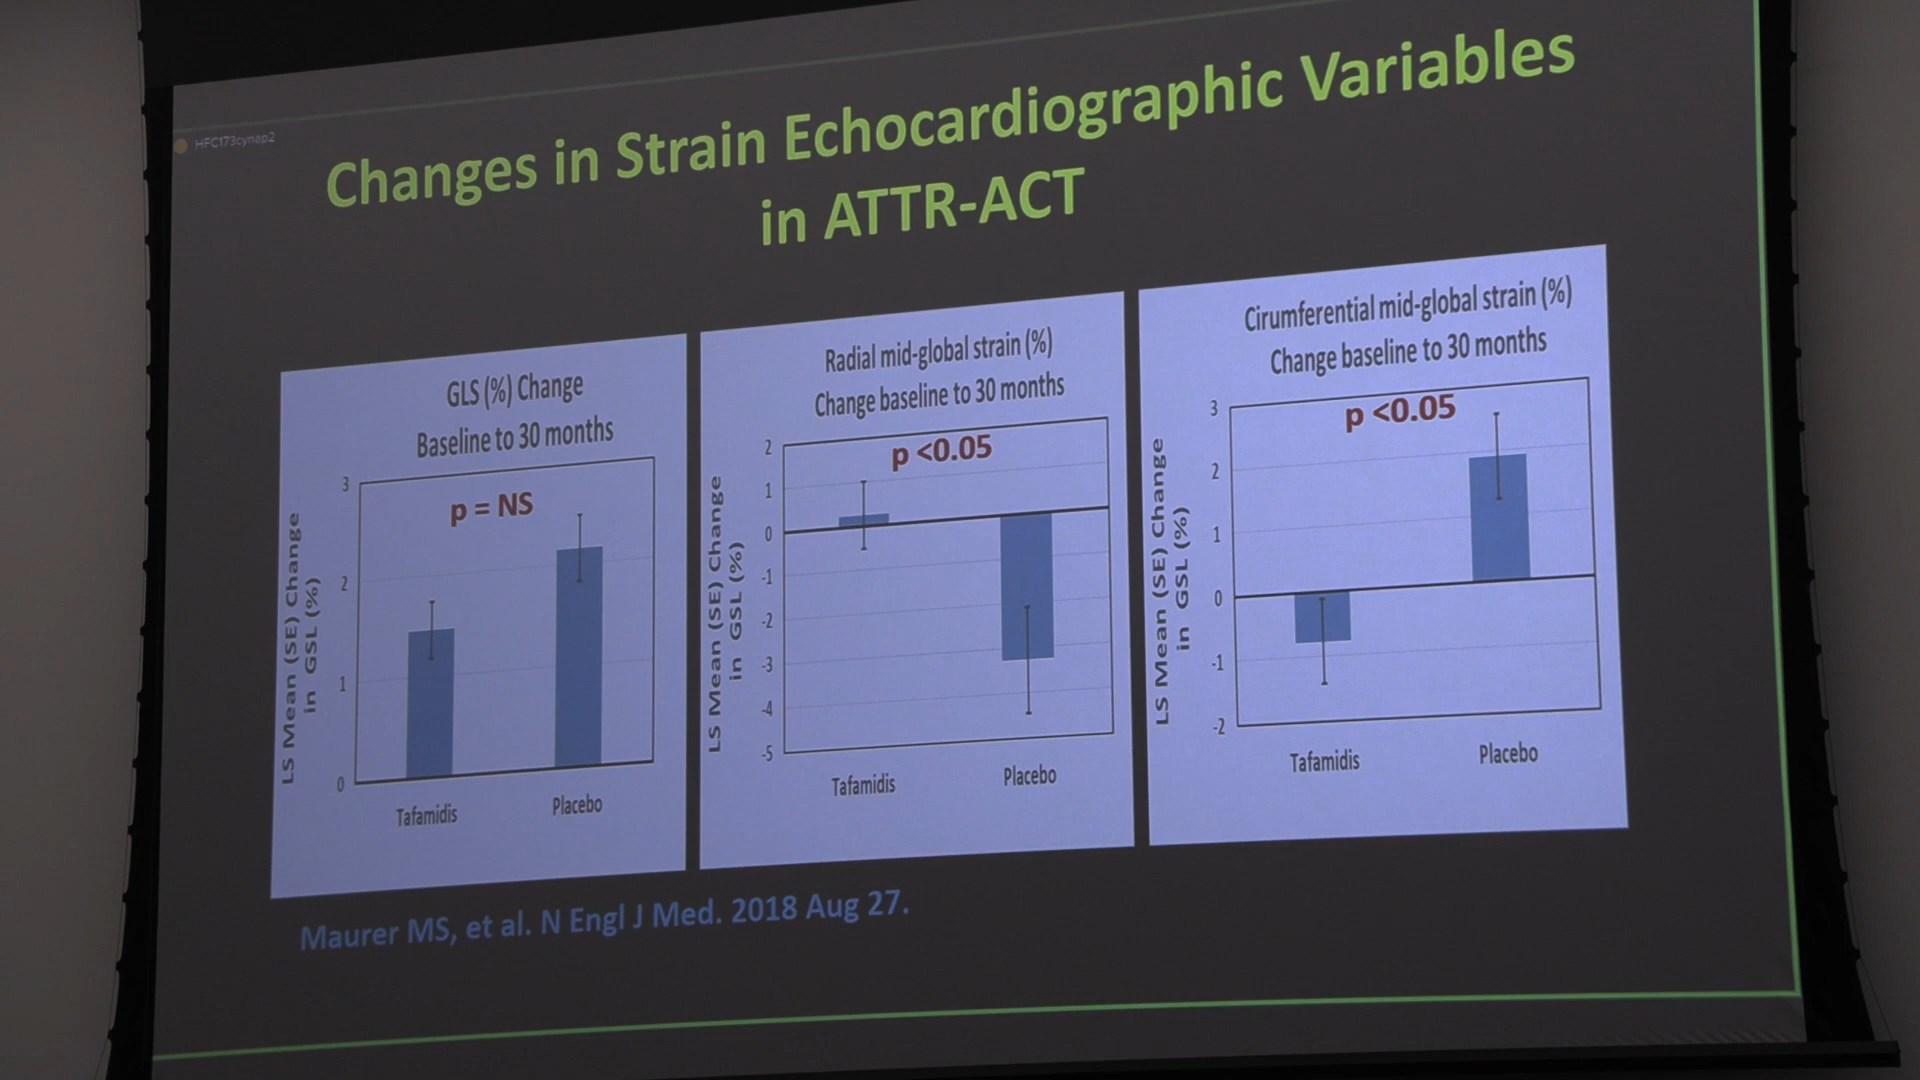 HFC173cynap2
Changes in Strain Echocardiographic Variables
in ATTR-ACT
GLS (%) Change
Baseline to 30 months
p = NS
LS Mean (SE) Change
in GSL (%)
3
2
1
0
Tafamidis
Placebo
Radial mid-global strain (%)
Change baseline to 30 months
p <0.05
LS Mean (SE) Change
in GSL (%)
2
1
0
-1
-2
-3
-4
-5
Tafamidis
Placebo
Cirumferential mid-global strain (%)
Change baseline to 30 months
p <0.05
LS Mean (SE) Change
in GSL (%)
3
2
1
0
-1
-2
Tafamidis
Placebo
Maurer MS, et al. N Engl J Med. 2018 Aug 27.